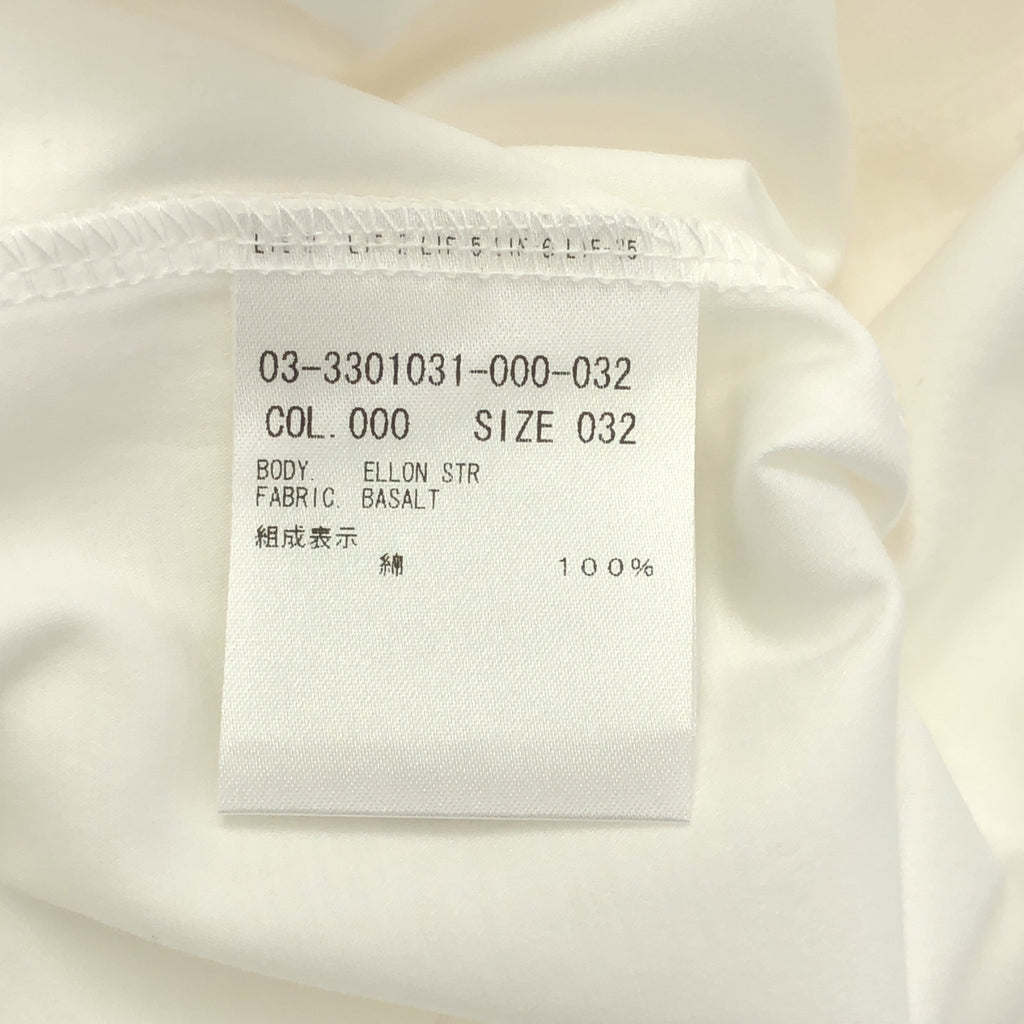 03-3301031-000-032
COL.000 SIZE 032
BODY. ELLON STR
FABRIC. BASALT
組成表示
綿 100%